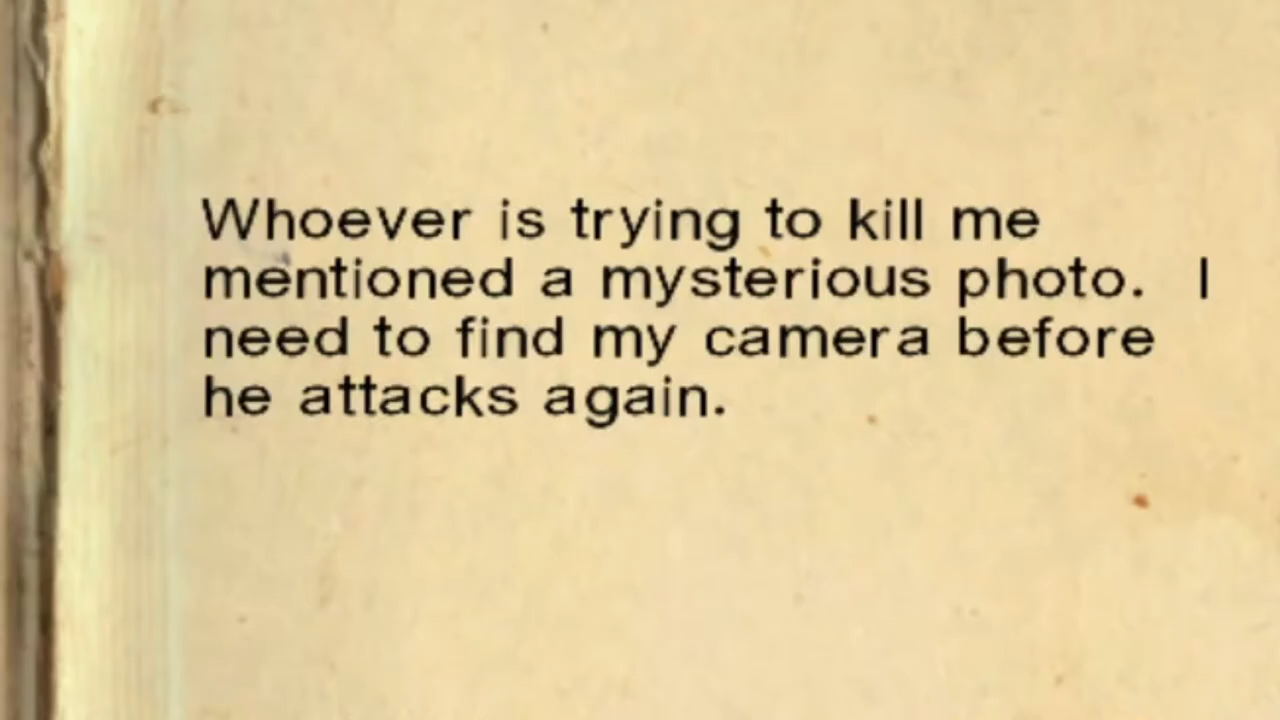 Whoever is trying to kill me
mentioned a mysterious photo.  I
need to find my camera before
he attacks again.